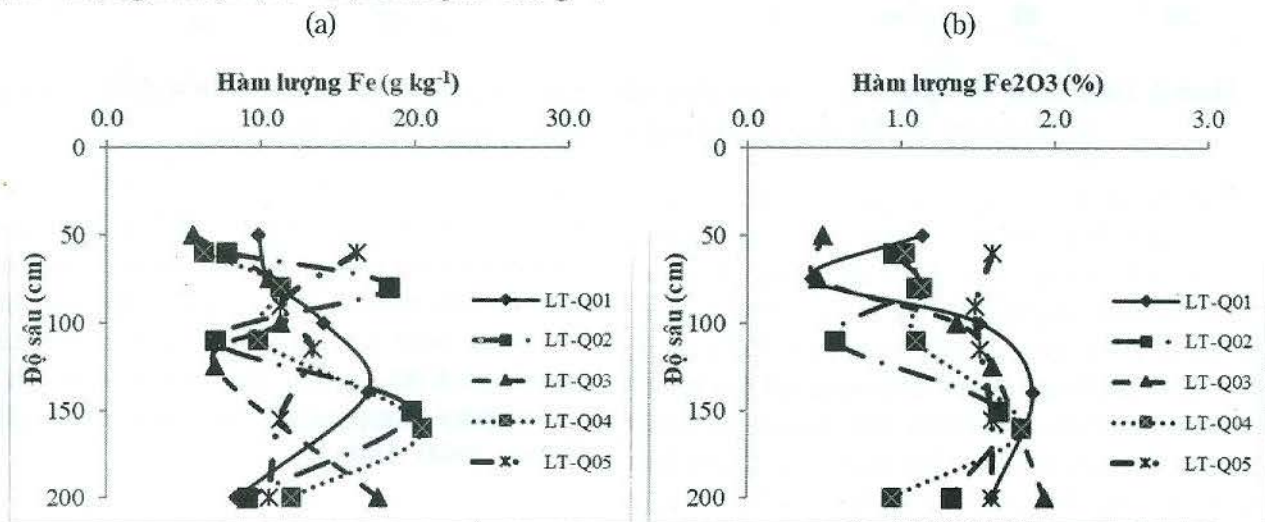 (a)
Hàm lượng Fe (g kg⁻¹)
0.0 10.0 20.0 30.0
0
50
100
150
200
Độ sâu (cm)
LT-Q01
LT-Q02
LT-Q03
LT-Q04
LT-Q05
(b)
Hàm lượng Fe2O3 (%)
0.0 1.0 2.0 3.0
0
50
100
150
200
Độ sâu (cm)
LT-Q01
LT-Q02
LT-Q03
LT-Q04
LT-Q05